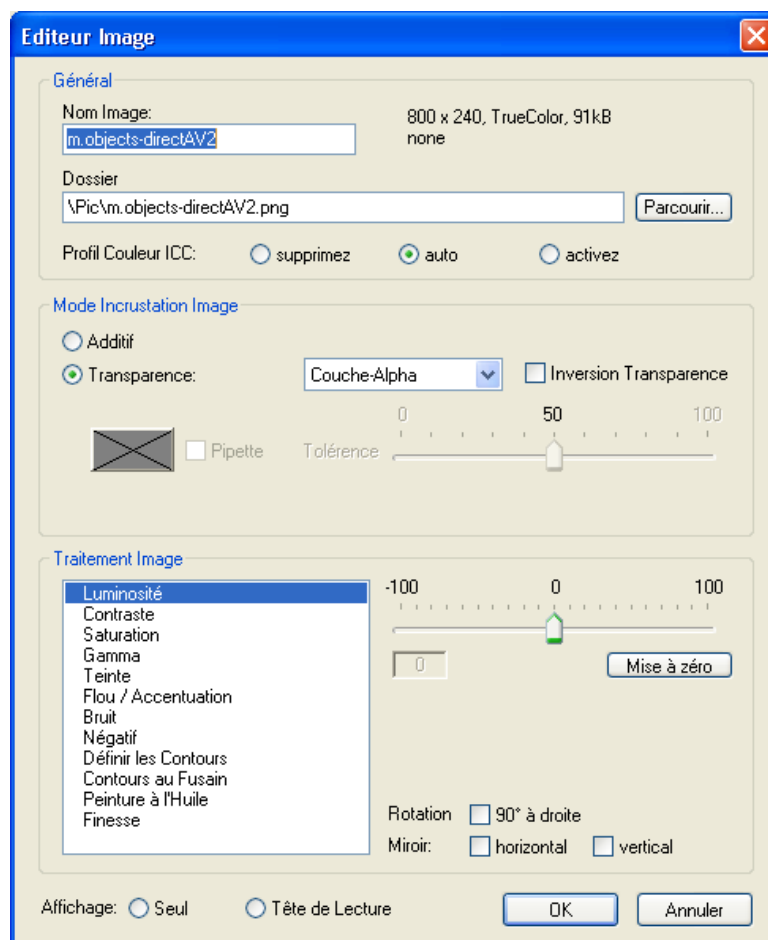 Editeur Image
Général
Nom Image:
800 x 240, TrueColor, 91kB
m.objects-directAV2
none
Dossier
\Pic\m.objects-directAV2.png
Parcourir...
Profil Couleur ICC: supprimez auto activez
Mode Incrustation Image
Additif
Transparence: Couche-Alpha Inversion Transparence
0 50 100
Pipette Tolérence
Traitement Image
Luminosité
Contraste
Saturation
Gamma
Teinte
Flou / Accentuation
Bruit
Négatif
Définir les Contours
Contours au Fusain
Peinture à l'Huile
Finesse
-100 0 100
0 Mise à zéro
Rotation 90° à droite
Miroir: horizontal vertical
Affichage: Seul Tête de Lecture OK Annuler